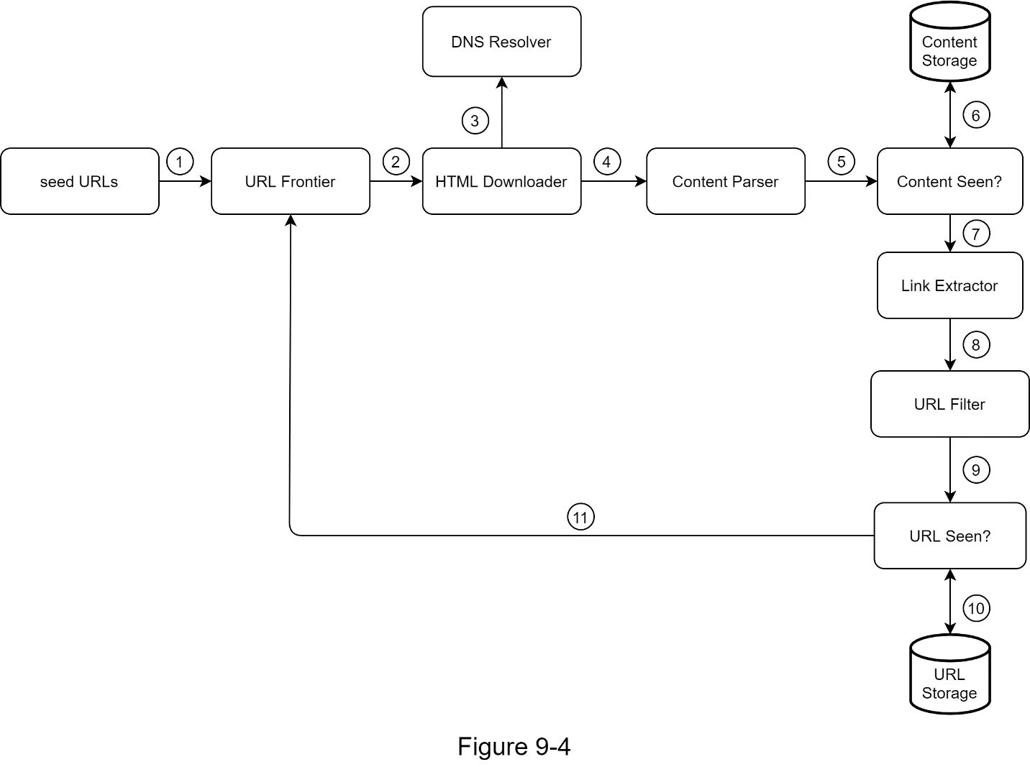 DNS Resolver
Content
Storage
3
6
1
2
4
5
seed URLs
URL Frontier
HTML Downloader
Content Parser
Content Seen?
7
Link Extractor
8
URL Filter
9
11
URL Seen?
10
URL
Storage
Figure 9-4